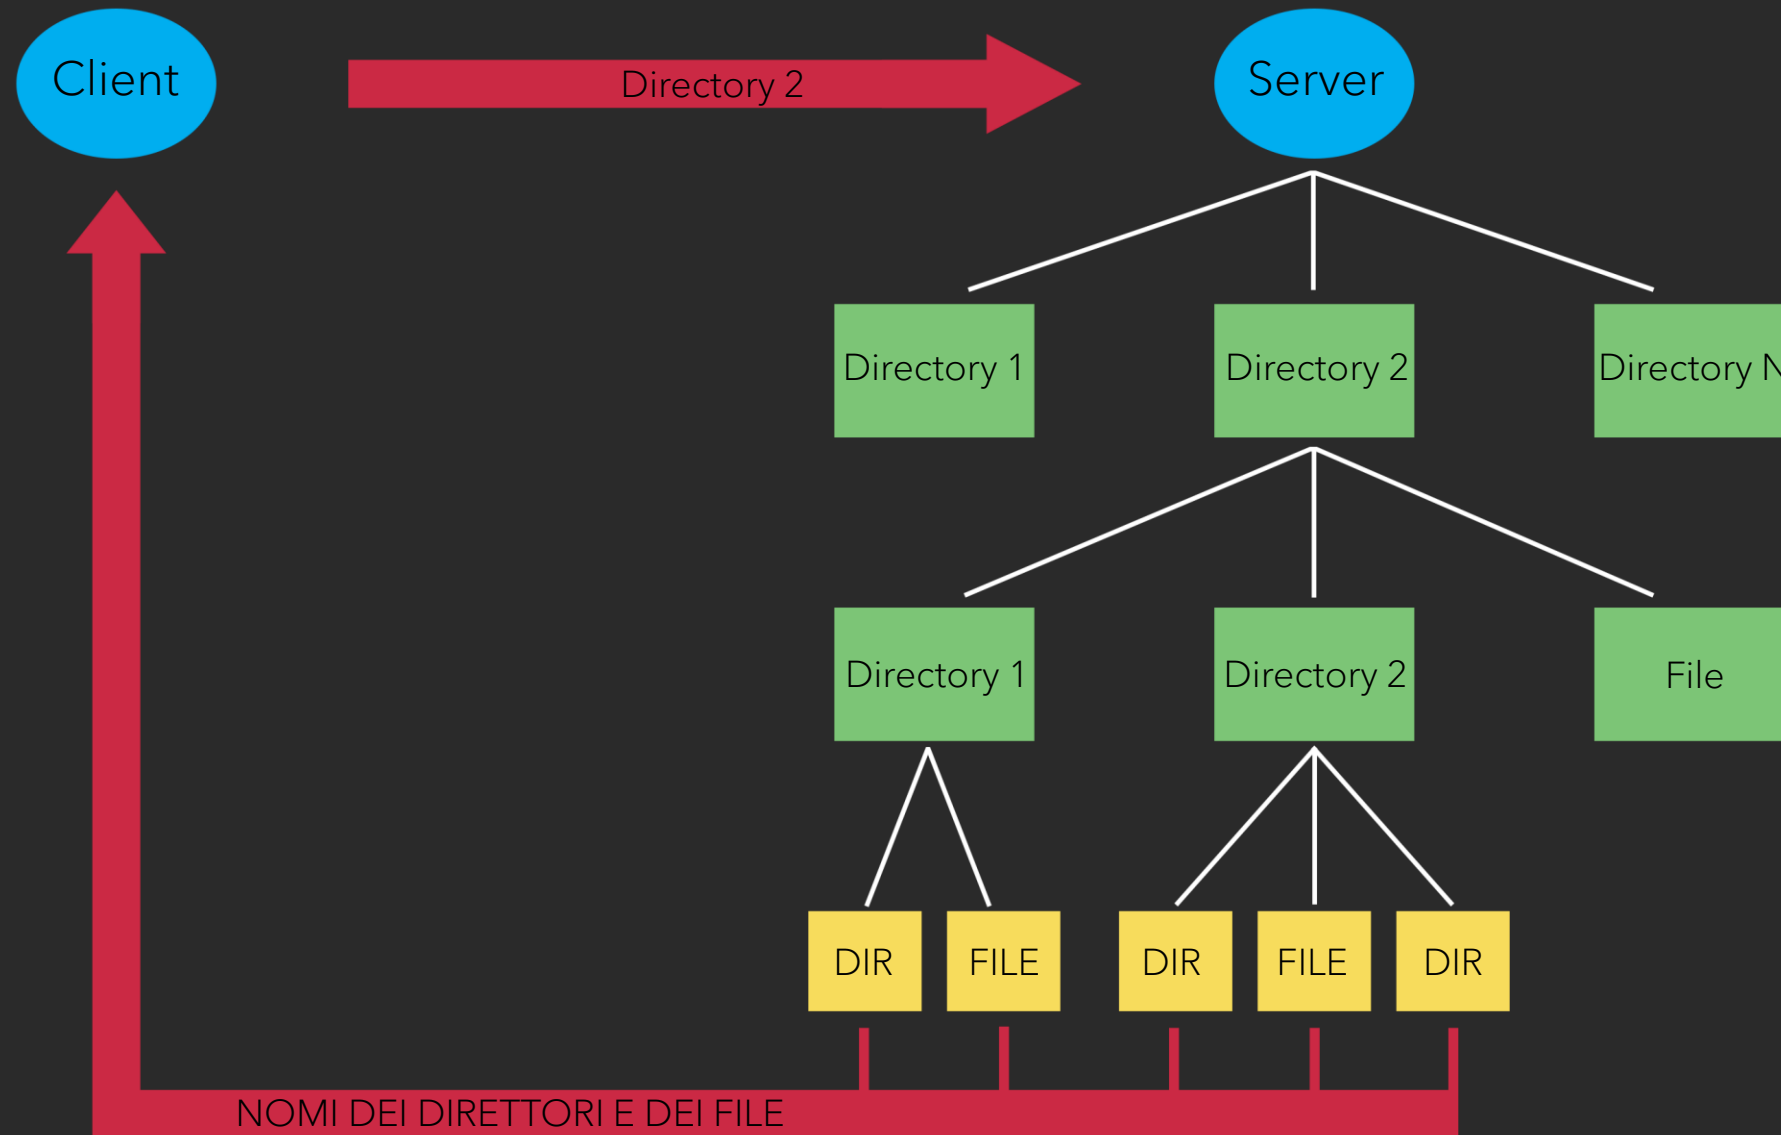 Client
Directory 2
Server
Directory 1
Directory 2
Directory N
Directory 1
Directory 2
File
DIR
FILE
DIR
FILE
DIR
NOMI DEI DIRETTORI E DEI FILE